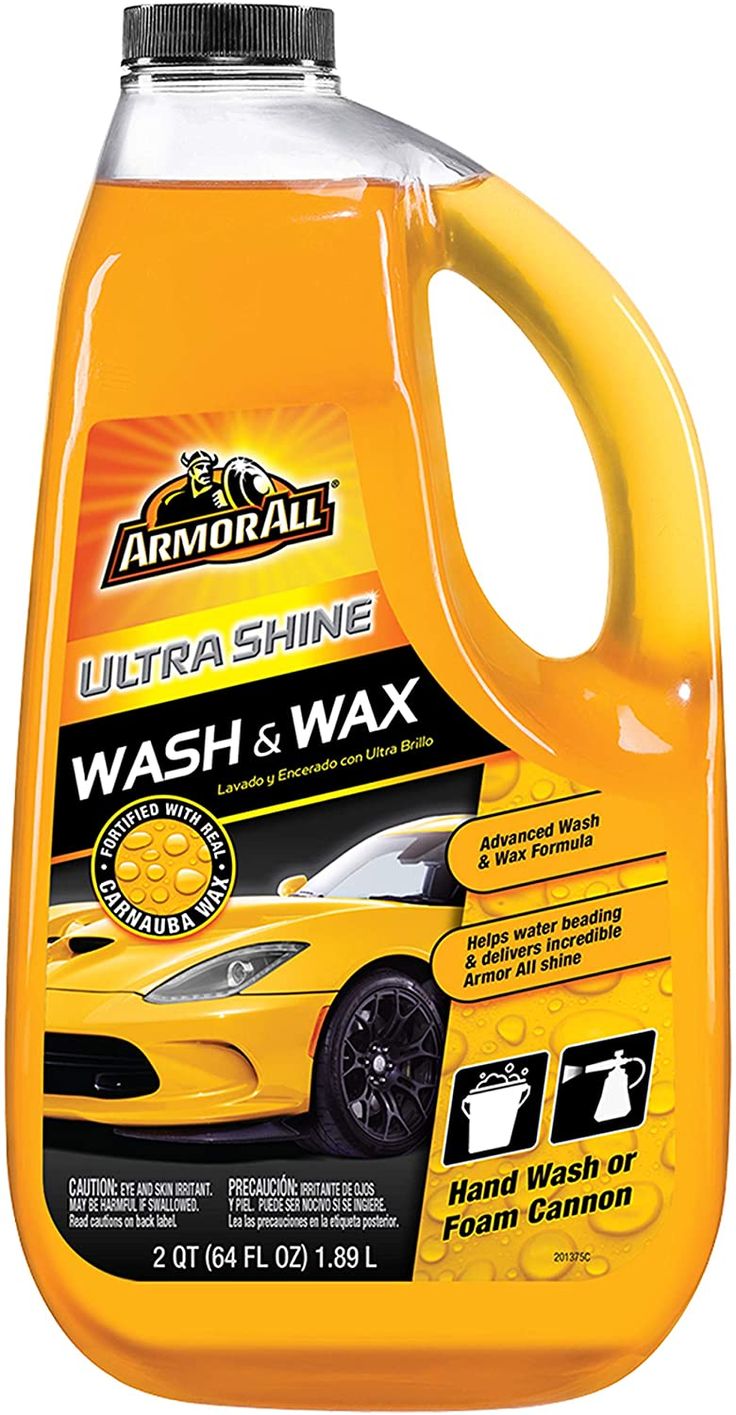 ARMOR ALL®
ULTRA SHINE
WASH & WAX
Lavado y Encerado con Ultra Brillo
• FORTIFIED WITH REAL •
CARNAUBA WAX
Advanced Wash
& Wax Formula
Helps water beading
& delivers incredible
Armor All shine
Hand Wash or
Foam Cannon
CAUTION: EYE AND SKIN IRRITANT.
MAY BE HARMFUL IF SWALLOWED.
Read cautions on back label.
PRECAUCIÓN: IRRITANTE DE OJOS
Y PIEL. PUEDE SER NOCIVO SI SE INGIERE.
Lea las precauciones en la etiqueta posterior.
2 QT (64 FL OZ) 1.89 L
201375C